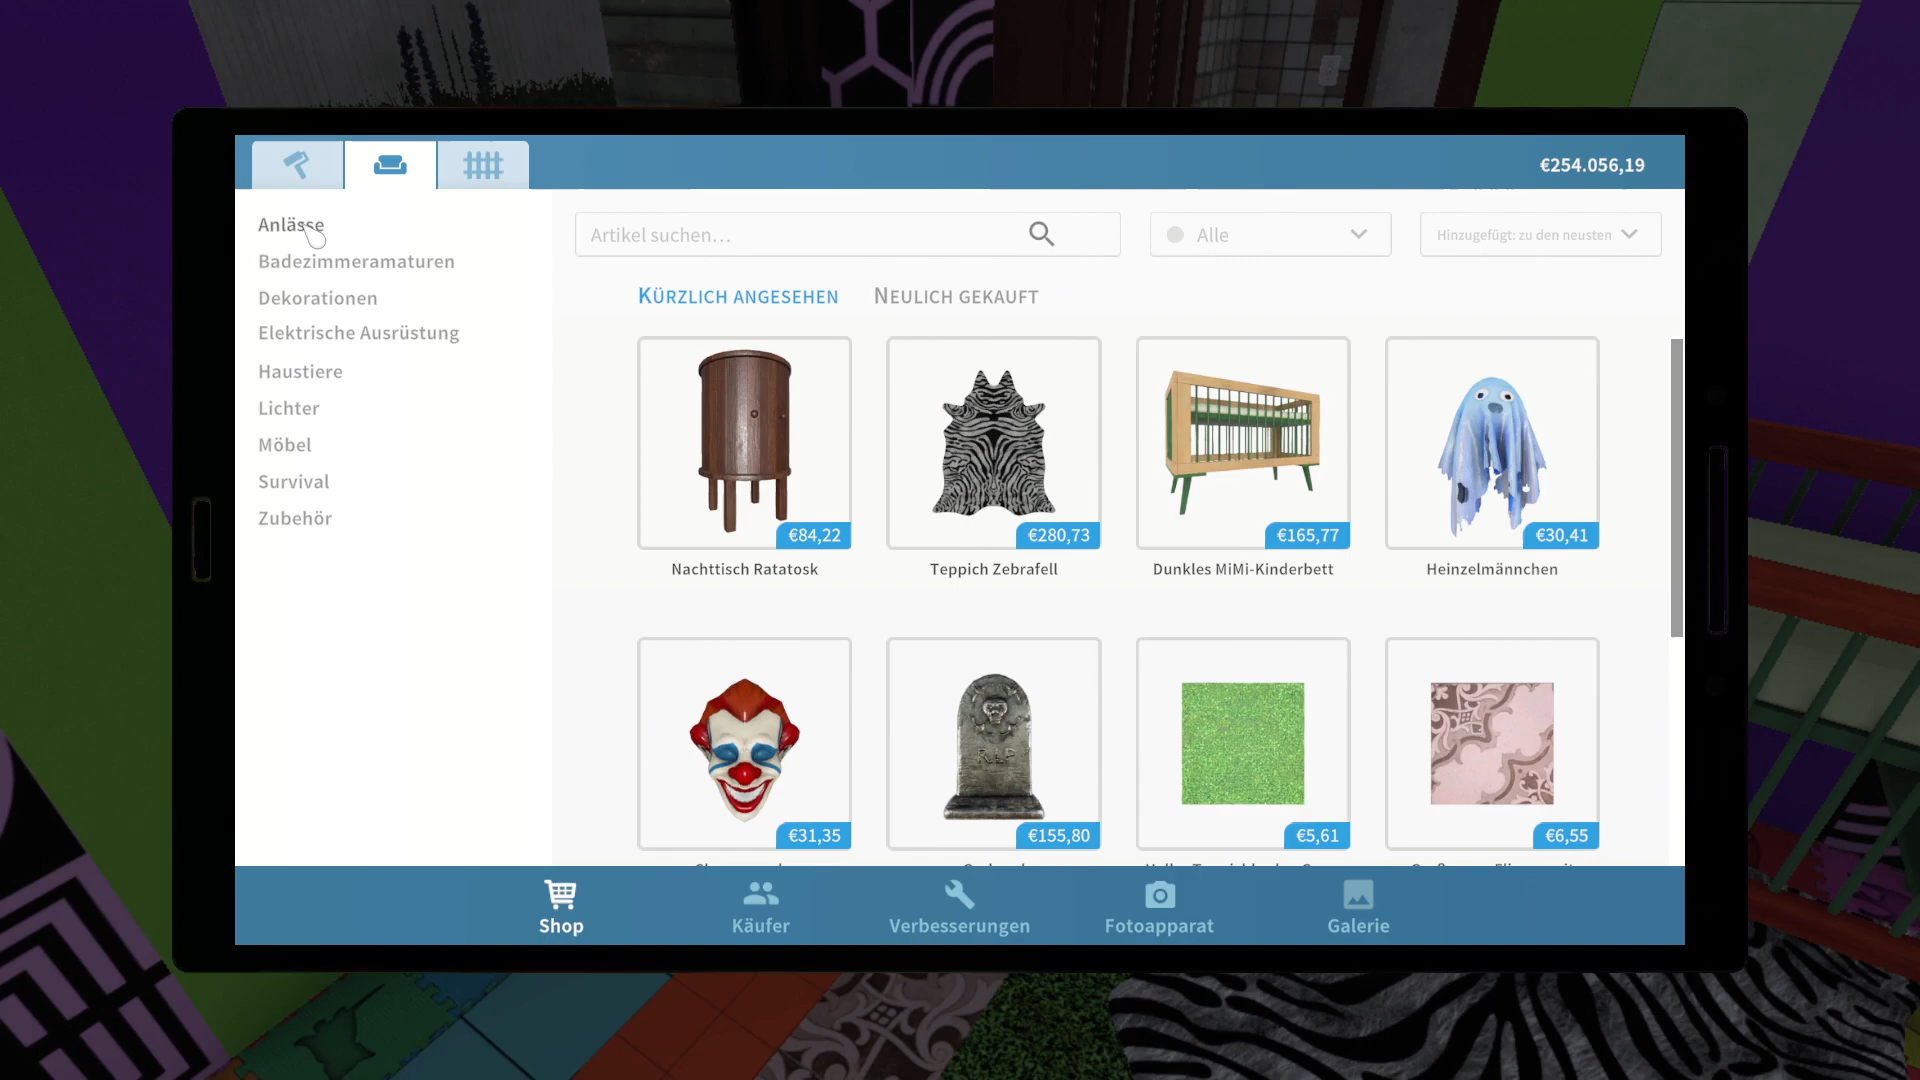 €254.056,19
Anlässe
Badezimmeramaturen
Dekorationen
Elektrische Ausrüstung
Haustiere
Lichter
Möbel
Survival
Zubehör
Artikel suchen...
Alle
Hinzugefügt: zu den neusten
KÜRZLICH ANGESEHEN
NEULICH GEKAUFT
€84,22
€280,73
€165,77
€30,41
Nachttisch Ratatosk
Teppich Zebrafell
Dunkles MiMi-Kinderbett
Heinzelmännchen
RIP
€31,35
€155,80
€5,61
€6,55
Shop
Käufer
Verbesserungen
Fotoapparat
Galerie